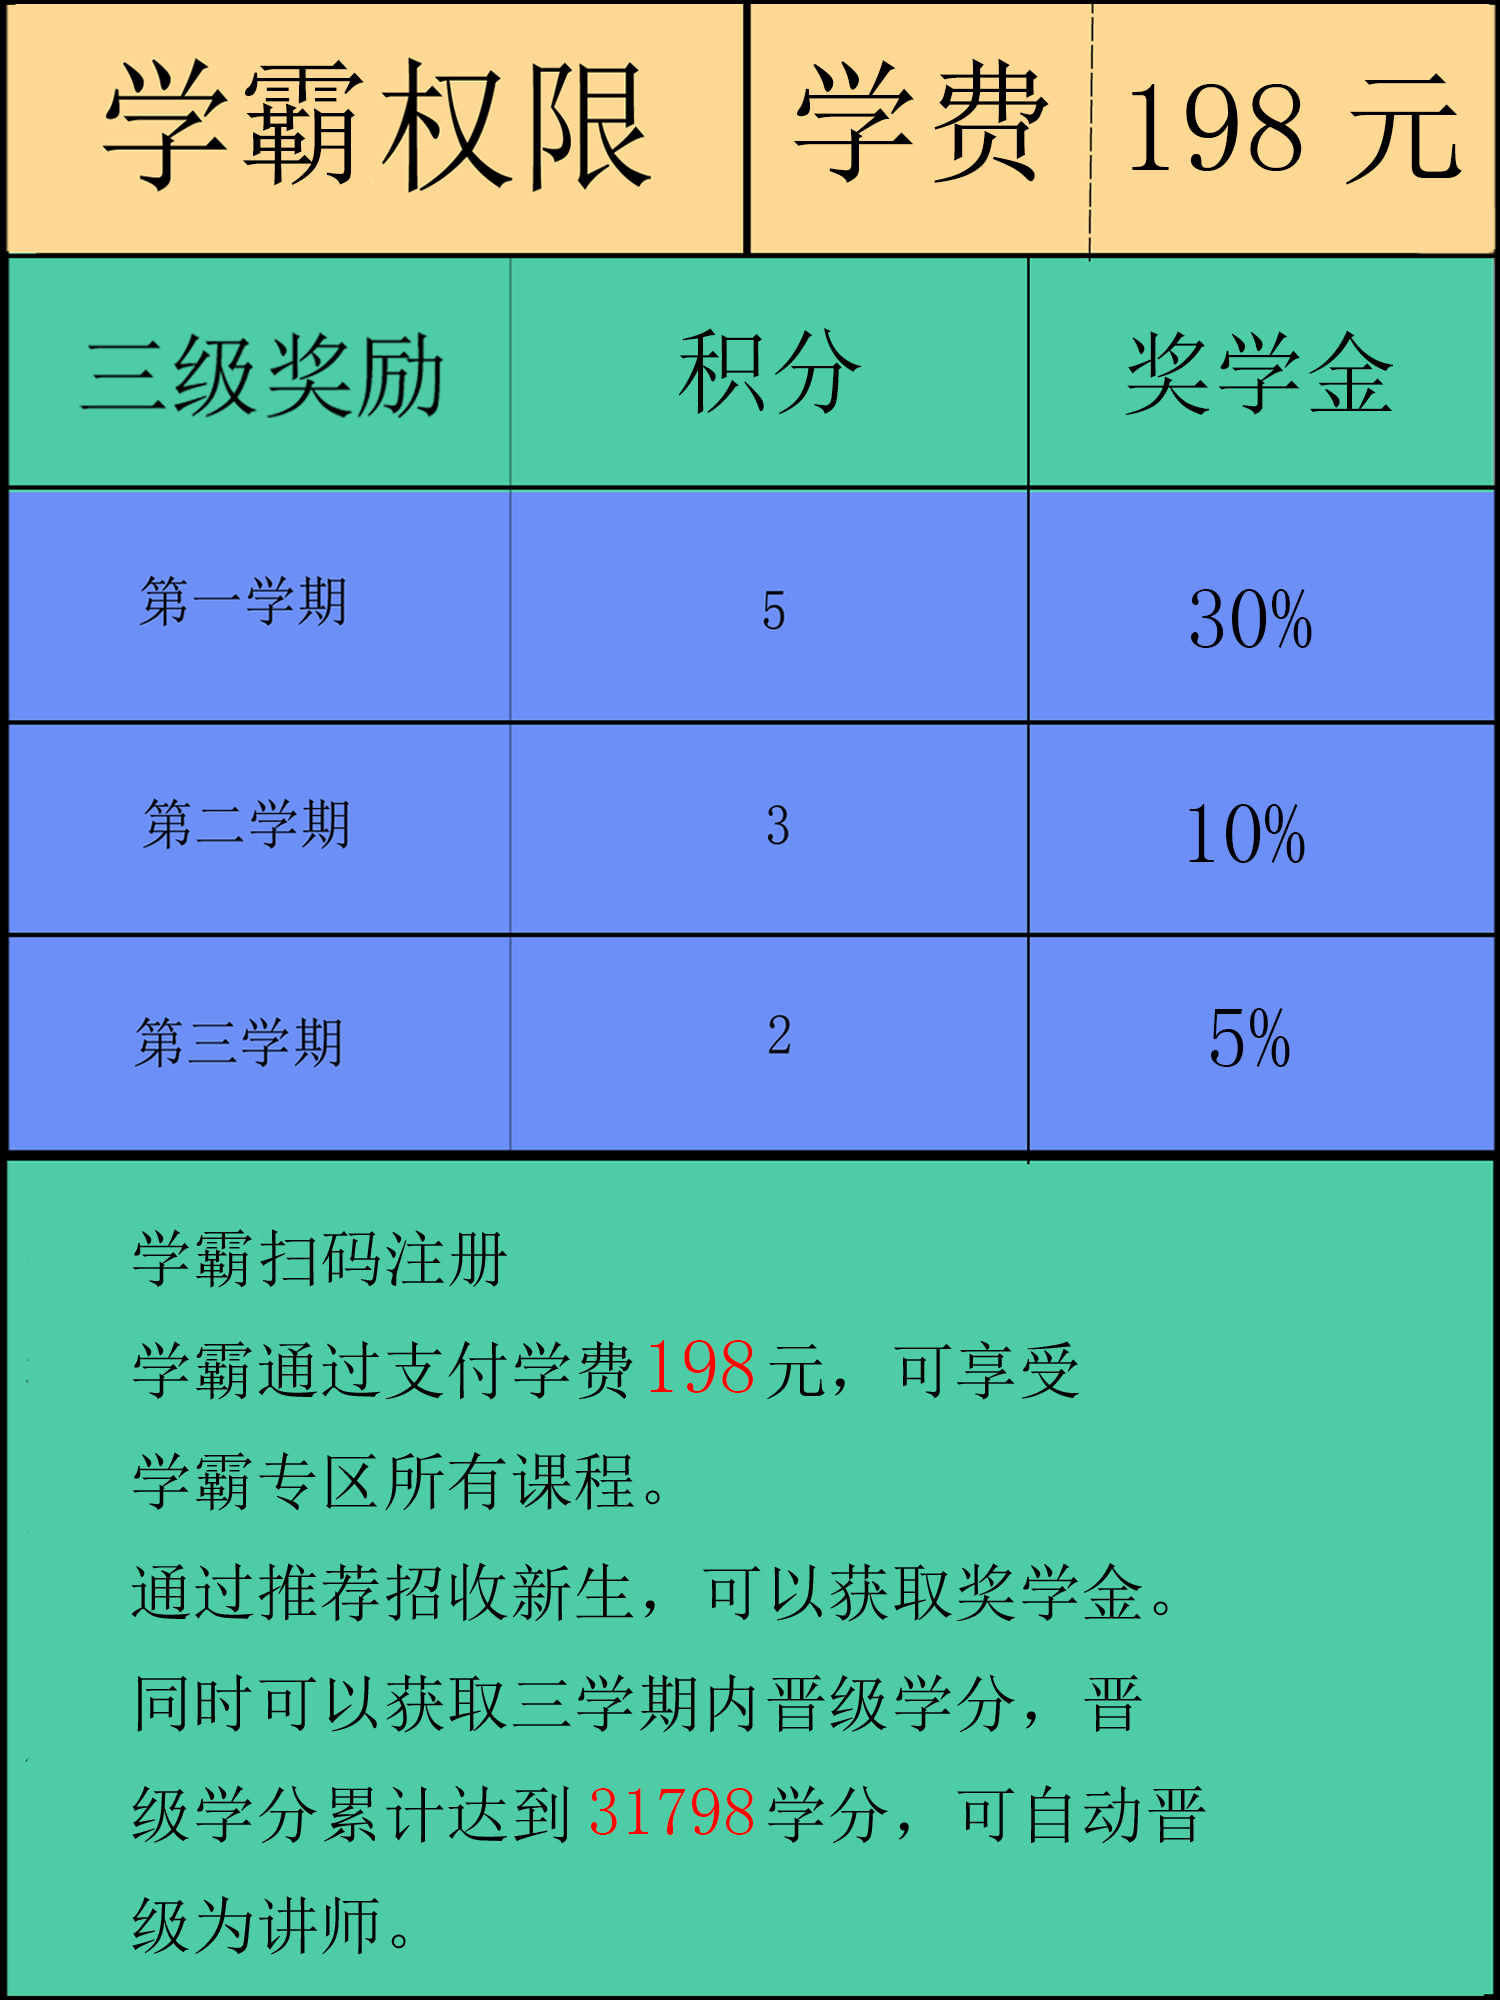 学霸权限 学费 198 元
三级奖励 积分 奖学金
第一学期 5 30%
第二学期 3 10%
第三学期 2 5%
学霸扫码注册
学霸通过支付学费198元，可享受
学霸专区所有课程。
通过推荐招收新生，可以获取奖学金。
同时可以获取三学期内晋级学分，晋
级学分累计达到31798学分，可自动晋
级为讲师。